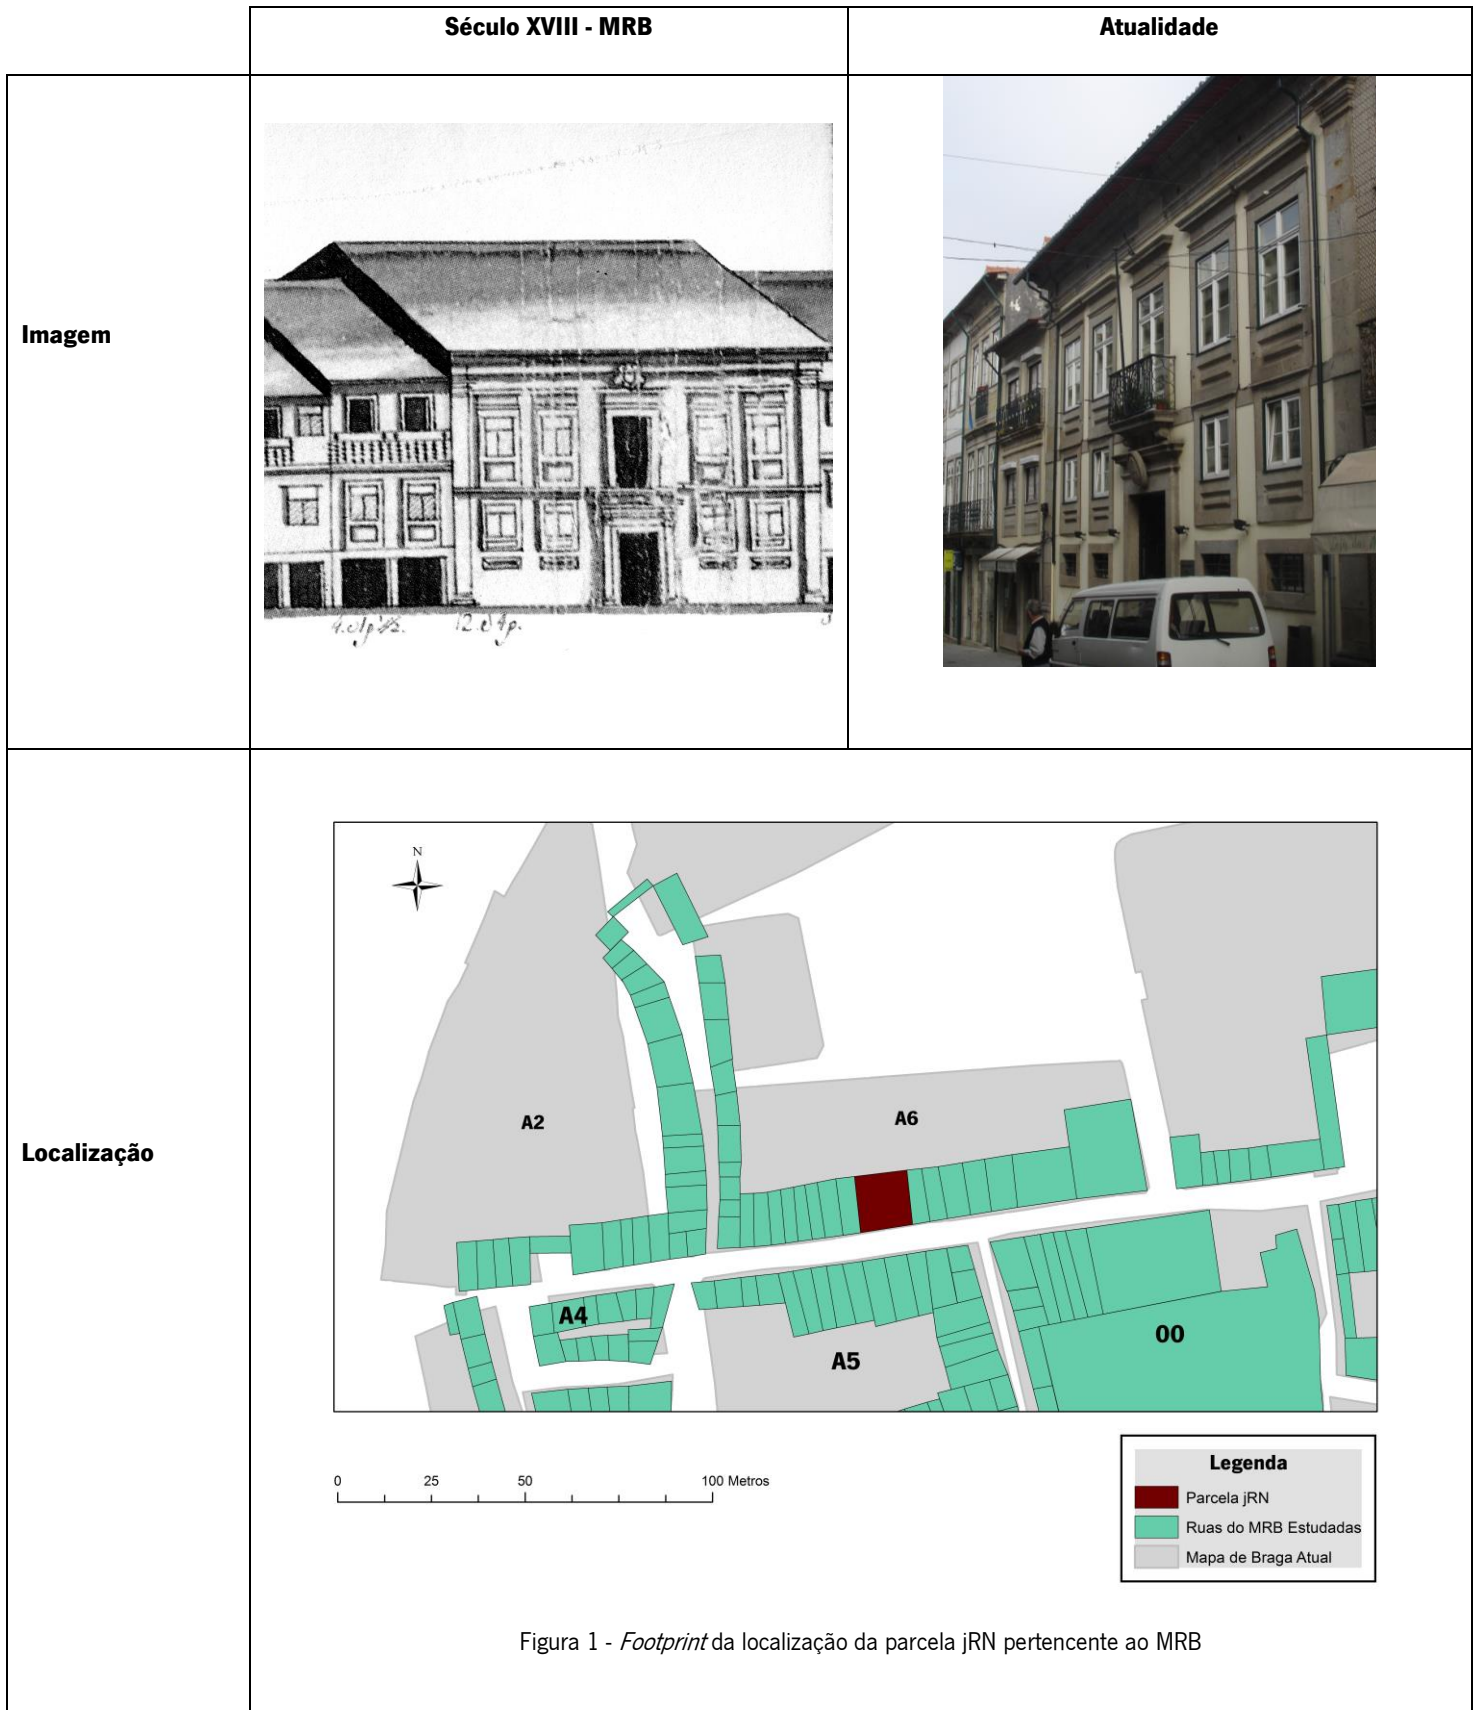 Século XVIII - MRB
Atualidade
Imagem
12.
Localização
N
A2
A6
A4
A5
00
0 25 50 100 Metros
Legenda
Parcela jRN
Ruas do MRB Estudadas
Mapa de Braga Atual
Figura 1 - Footprint da localização da parcela jRN pertencente ao MRB